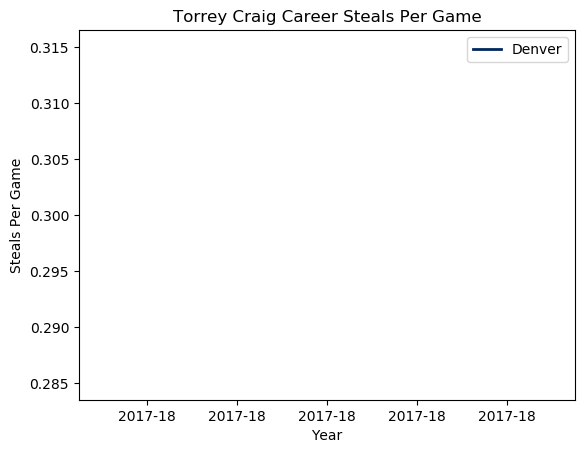 Torrey Craig Career Steals Per Game
Denver
0.315
0.310
0.305
0.300
0.295
0.290
0.285
Steals Per Game
2017-18 2017-18 2017-18 2017-18 2017-18
Year